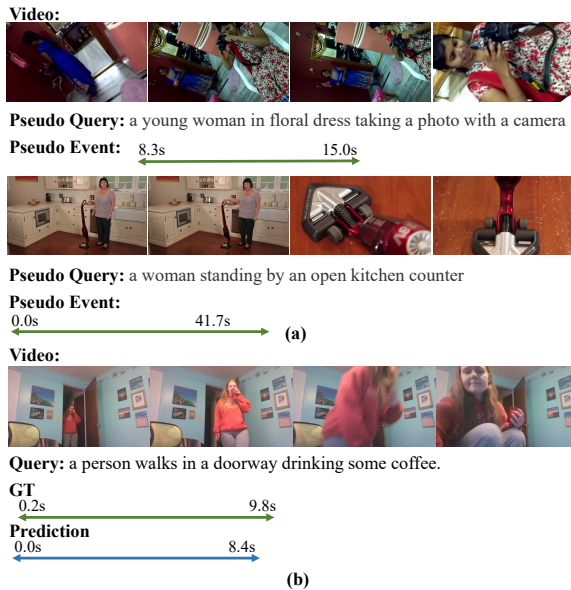 Video:
Pseudo Query: a young woman in floral dress taking a photo with a camera
Pseudo Event:
8.3s 15.0s
Pseudo Query: a woman standing by an open kitchen counter
Pseudo Event:
0.0s 41.7s
(a)
Video:
Query: a person walks in a doorway drinking some coffee.
GT
0.2s 9.8s
Prediction
0.0s 8.4s
(b)